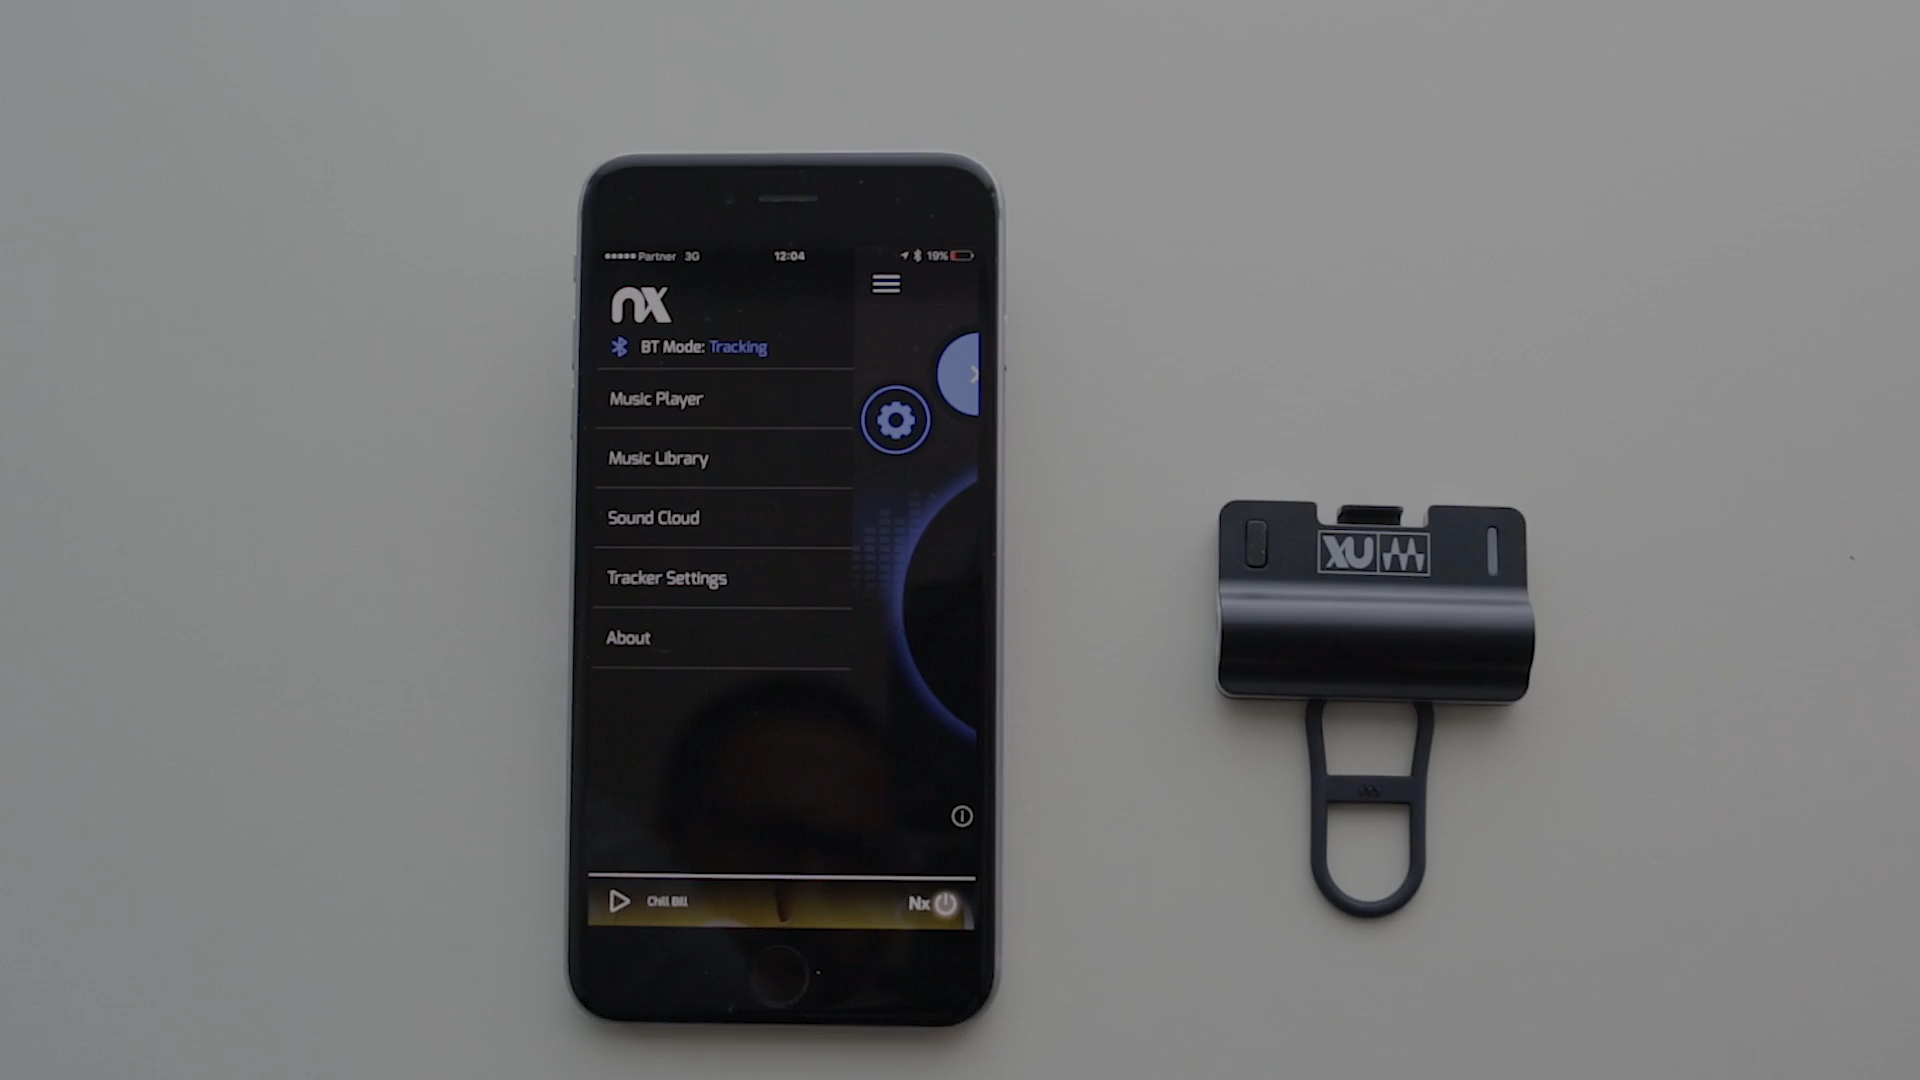 Partner 3G 12:04 19%
nx
BT Mode: Tracking
Music Player
Music Library
Sound Cloud
Tracker Settings
About
Chill Bill Nx
nx